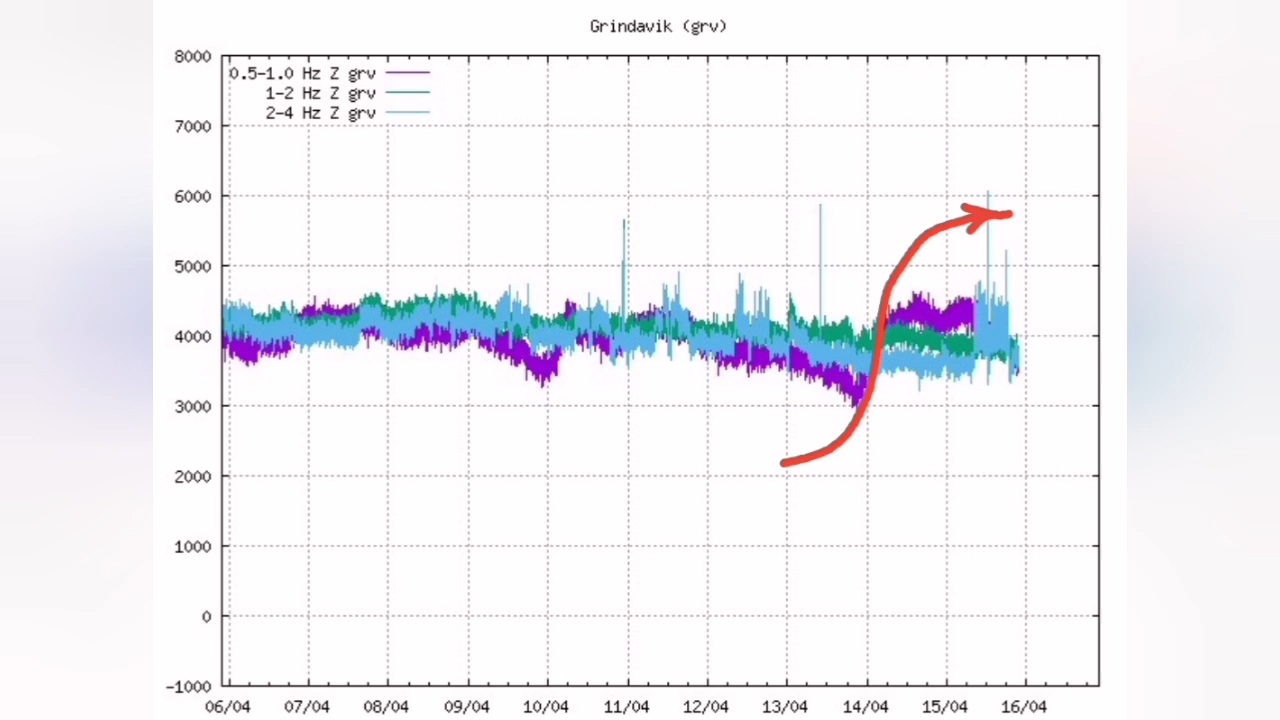 Grindavik (grv)
8000
7000
6000
5000
4000
3000
2000
1000
0
-1000
0.5-1.0 Hz Z grv
1-2 Hz Z grv
2-4 Hz Z grv
06/04 07/04 08/04 09/04 10/04 11/04 12/04 13/04 14/04 15/04 16/04